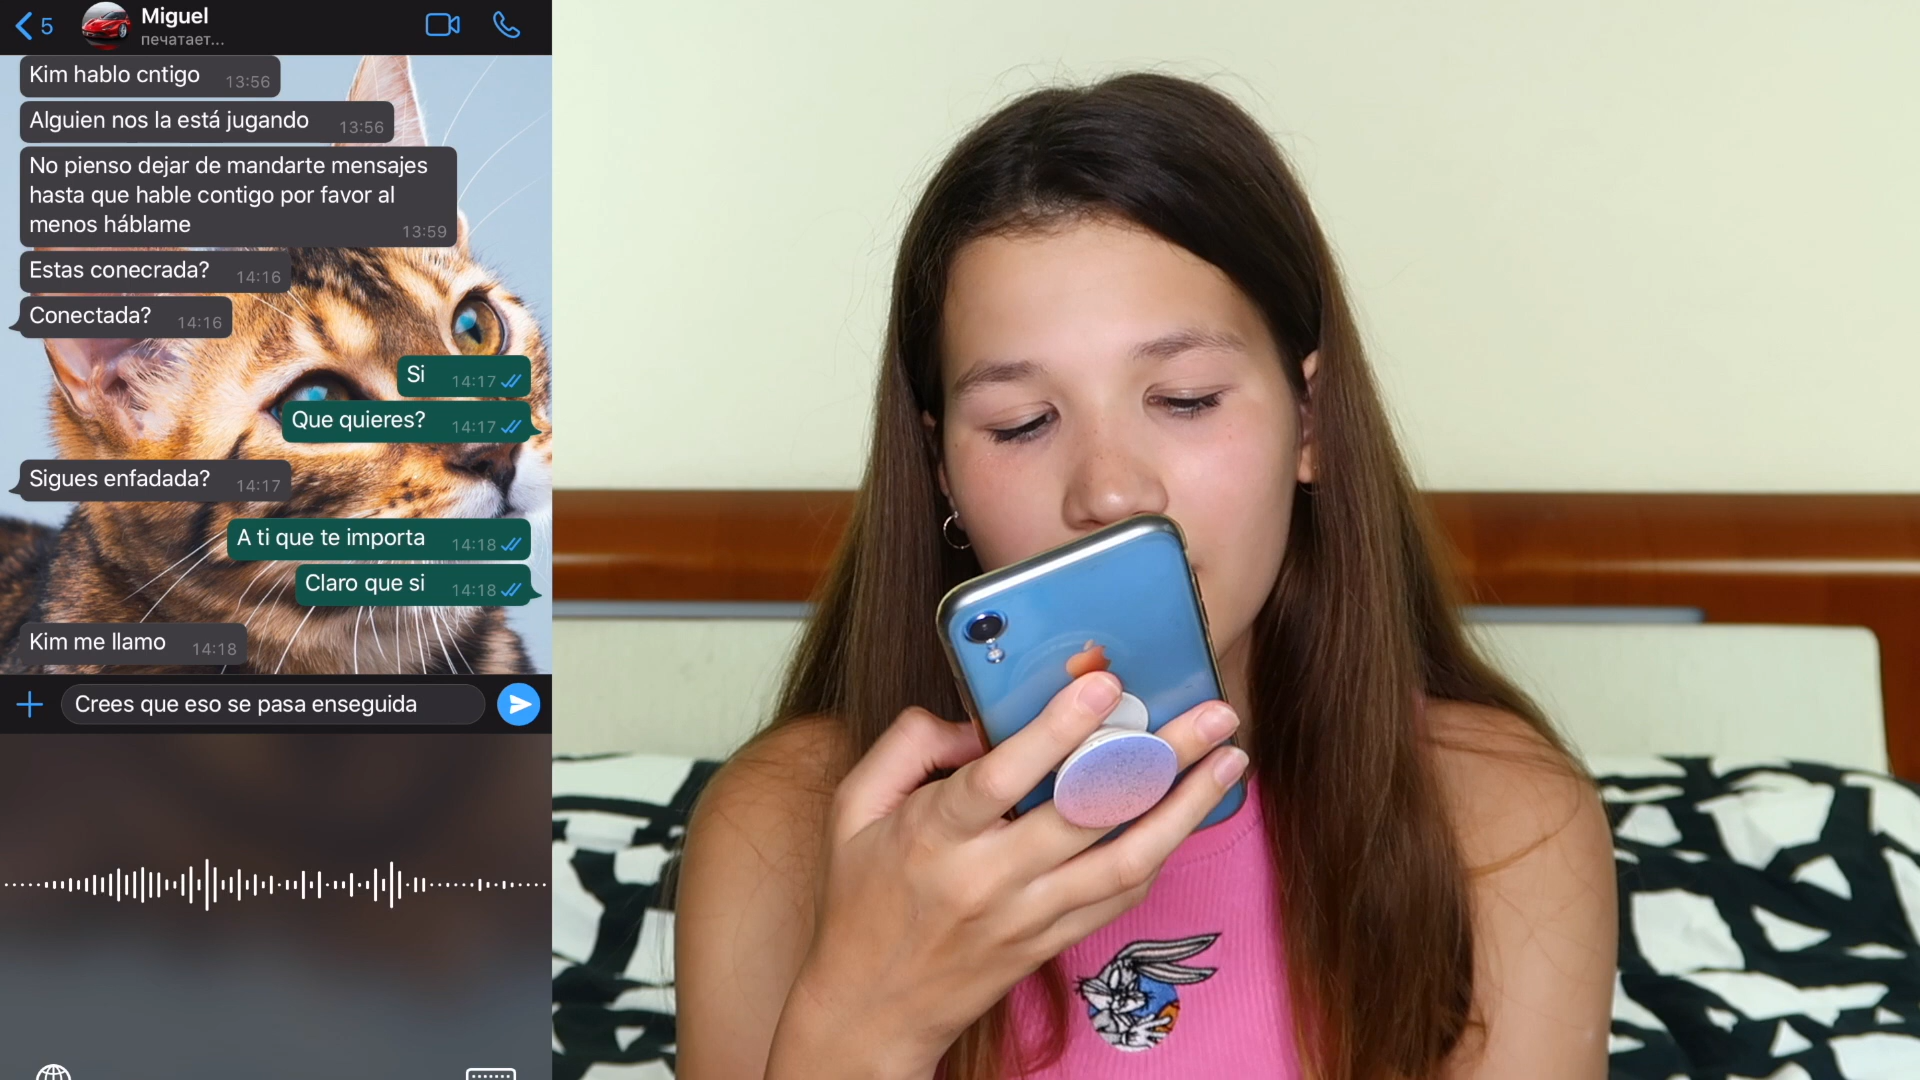 5
Miguel
печатает...
Kim hablo cntigo 13:56
Alguien nos la está jugando 13:56
No pienso dejar de mandarte mensajes
hasta que hable contigo por favor al
menos háblame 13:59
Estas conecrada? 14:16
Conectada? 14:16
Si 14:17
Que quieres? 14:17
Sigues enfadada? 14:17
A ti que te importa 14:18
Claro que si 14:18
Kim me llamo 14:18
Crees que eso se pasa enseguida